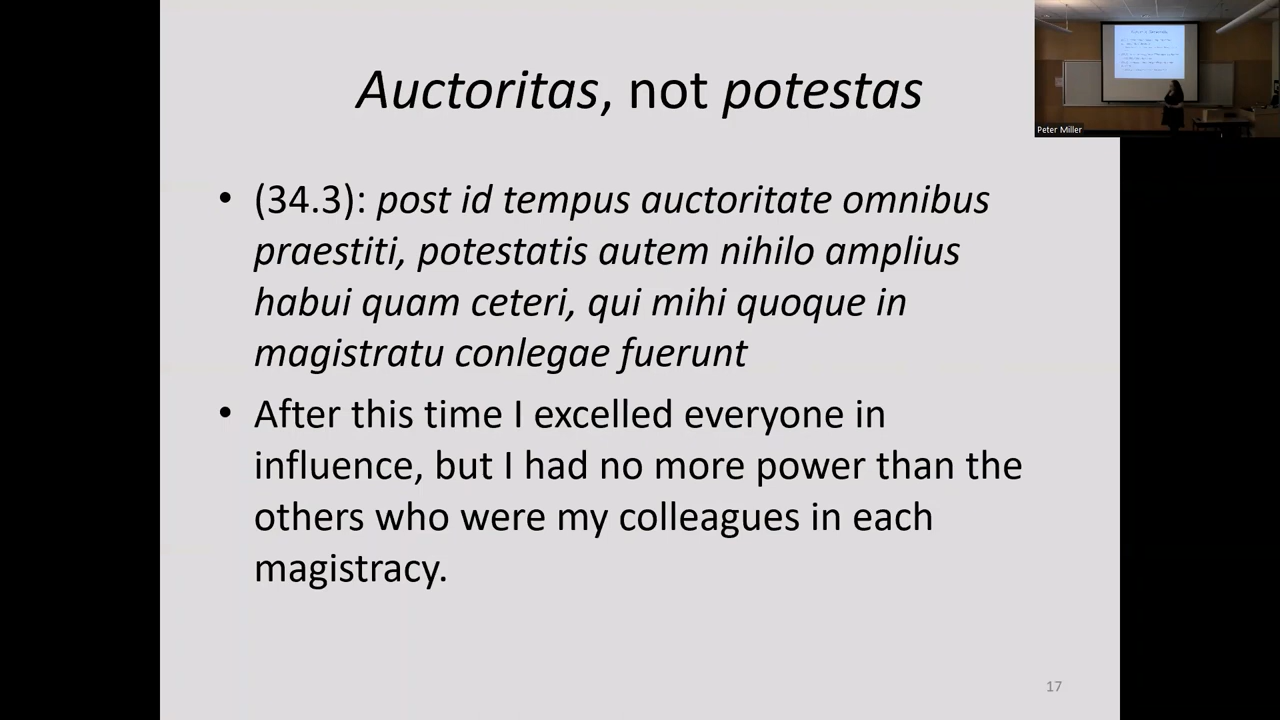 Auctoritas, not potestas
• (34.3): post id tempus auctoritate omnibus
praestiti, potestatis autem nihilo amplius
habui quam ceteri, qui mihi quoque in
magistratu conlegae fuerunt
• After this time I excelled everyone in
influence, but I had no more power than the
others who were my colleagues in each
magistracy.
17
Peter Miller